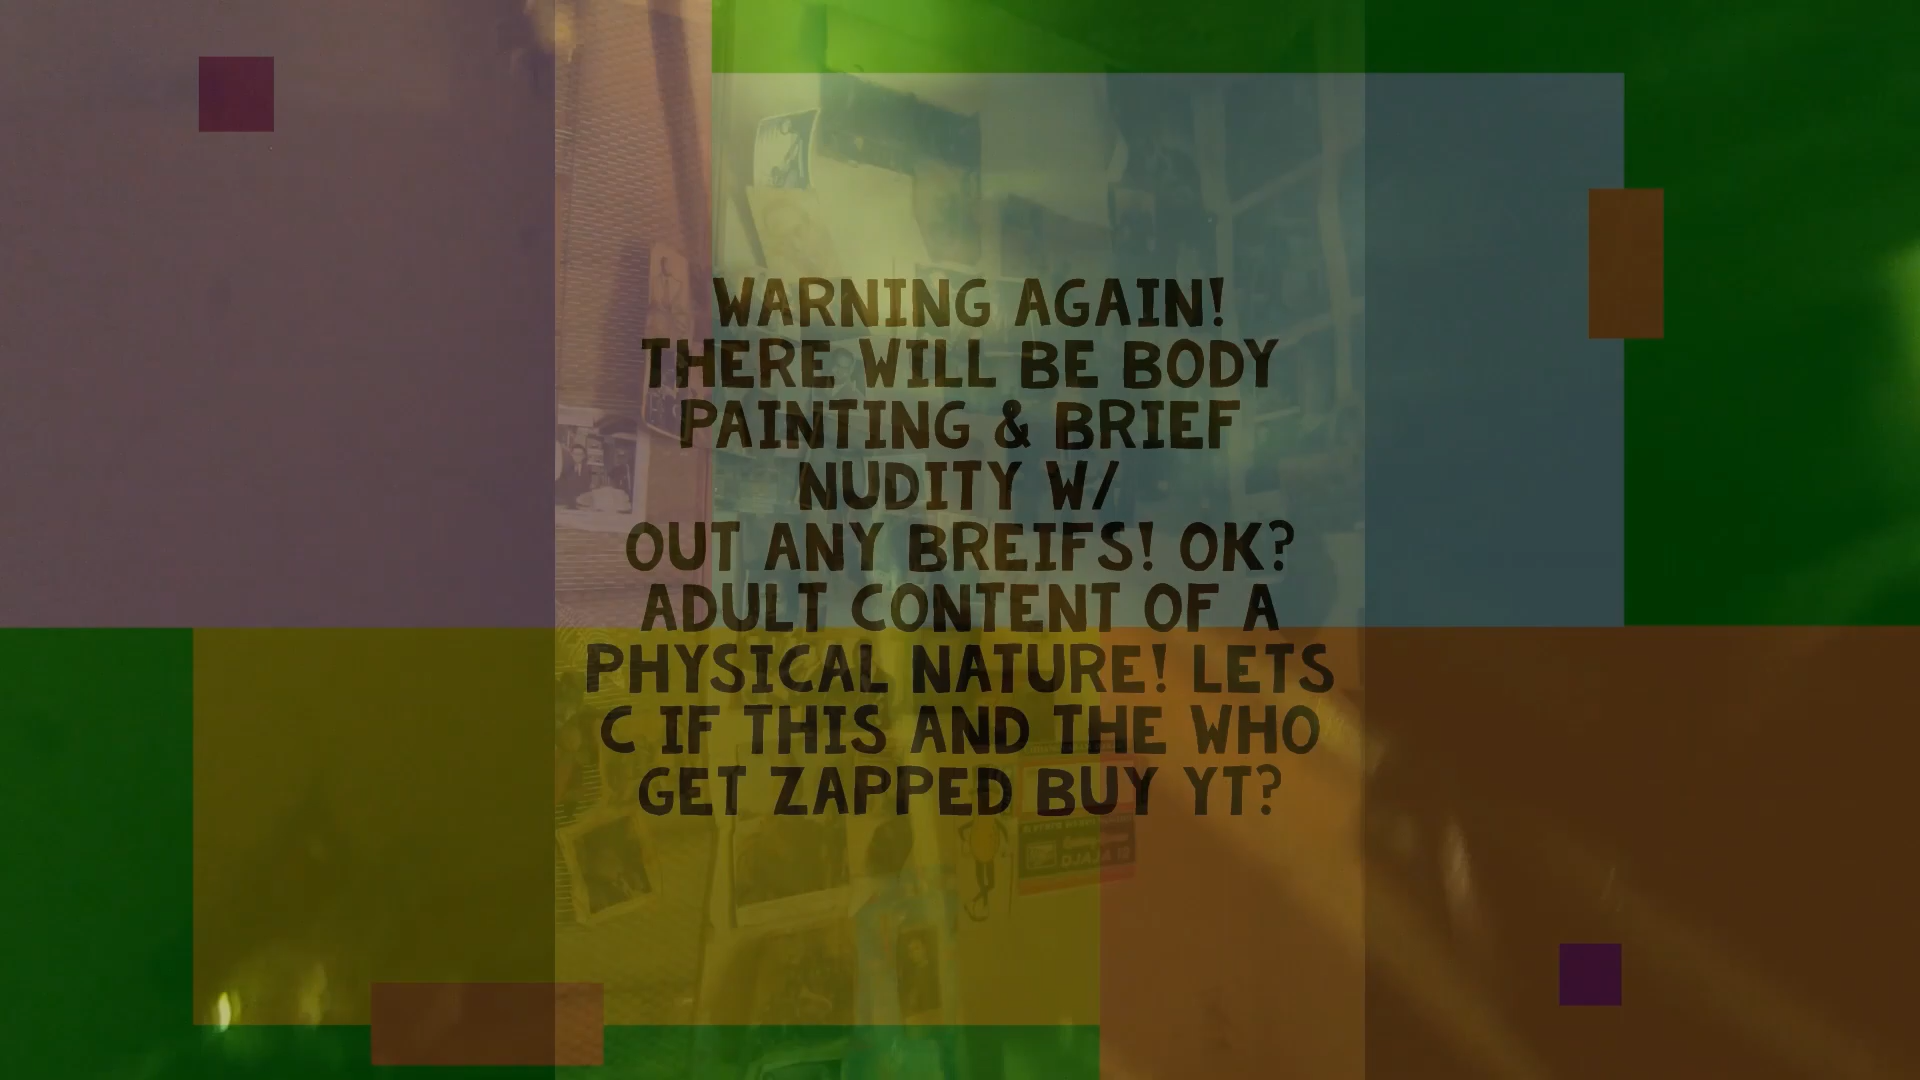 WARNING AGAIN!
THERE WILL BE BODY
PAINTING & BRIEF
NUDITY W/
OUT ANY BREIFS! OK?
ADULT CONTENT OF A
PHYSICAL NATURE! LETS
C IF THIS AND THE WHO
GET ZAPPED BUY YT?